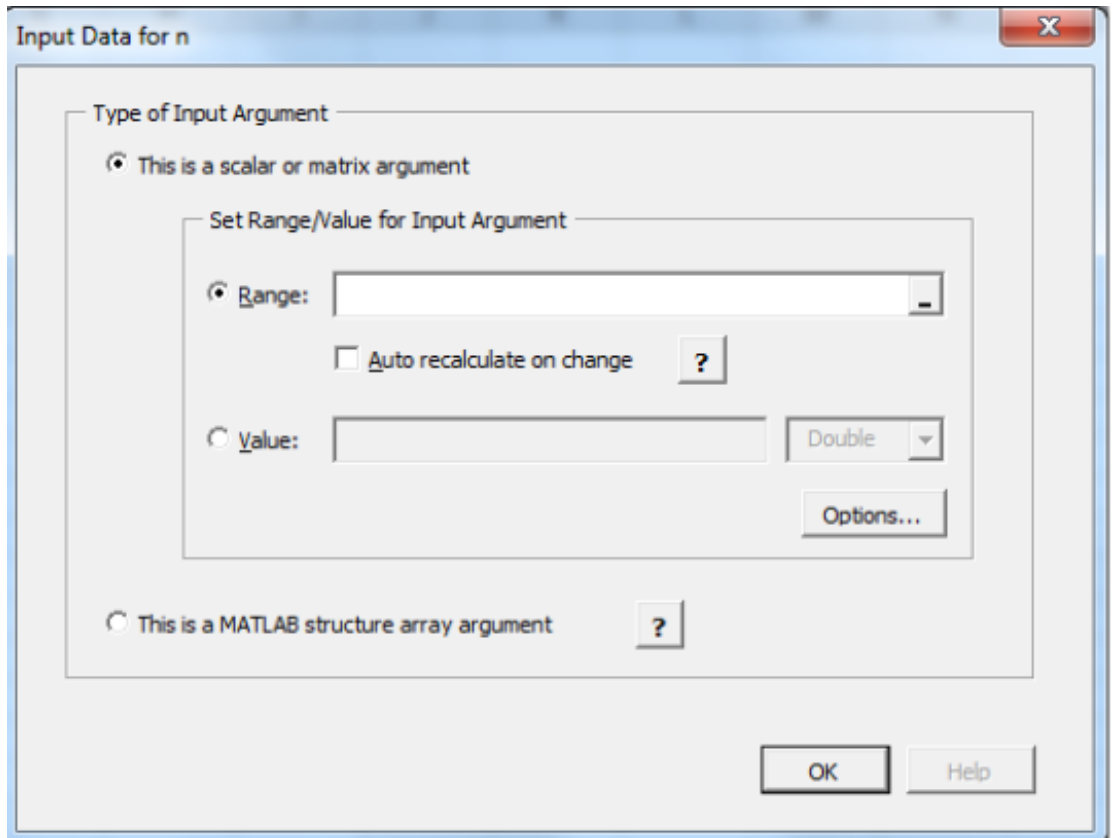 Input Data for n
x
Type of Input Argument
This is a scalar or matrix argument
Set Range/Value for Input Argument
Range:
_
Auto recalculate on change ?
Value: Double
Options...
This is a MATLAB structure array argument ?
OK Help